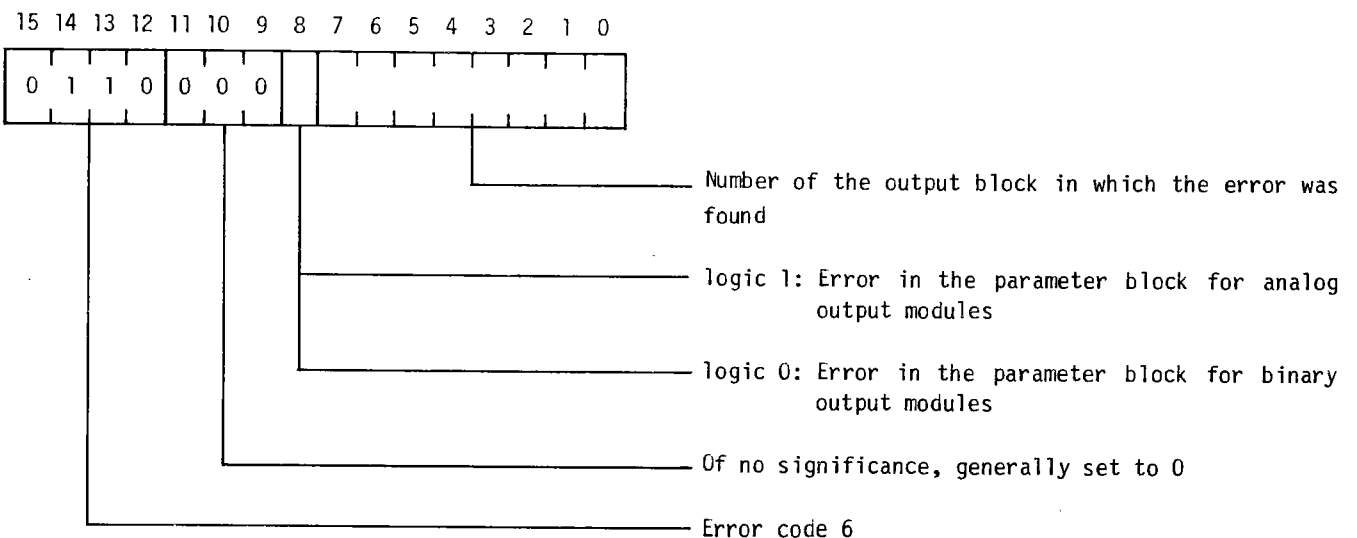 15 14 13 12 11 10 9 8 7 6 5 4 3 2 1 0
0 1 1 0 0 0 0
Number of the output block in which the error was
found
logic 1: Error in the parameter block for analog
output modules
logic 0: Error in the parameter block for binary
output modules
Of no significance, generally set to 0
Error code 6